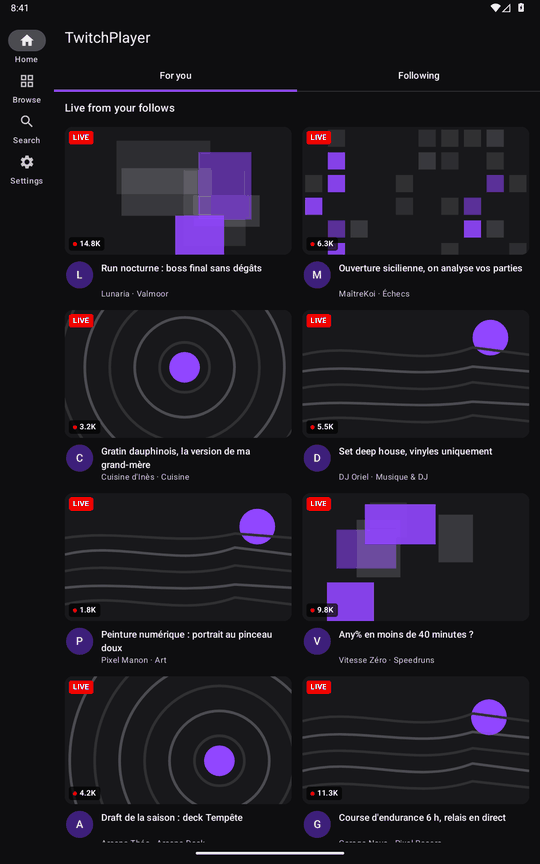 8:41
TwitchPlayer
Home
Browse
Search
Settings
For you
Following
Live from your follows
LIVE
14.8K
L
Run nocturne : boss final sans dégâts
Lunaria · Valmoor
LIVE
6.3K
M
Ouverture sicilienne, on analyse vos parties
MaîtreKoi · Échecs
LIVE
3.2K
C
Gratin dauphinois, la version de ma
grand-mère
Cuisine d'Inès · Cuisine
LIVE
5.5K
D
Set deep house, vinyles uniquement
DJ Oriel · Musique & DJ
LIVE
1.8K
P
Peinture numérique : portrait au pinceau
doux
Pixel Manon · Art
LIVE
9.8K
V
Any% en moins de 40 minutes ?
Vitesse Zéro · Speedruns
LIVE
4.2K
A
Draft de la saison : deck Tempête
LIVE
11.3K
G
Course d'endurance 6 h, relais en direct